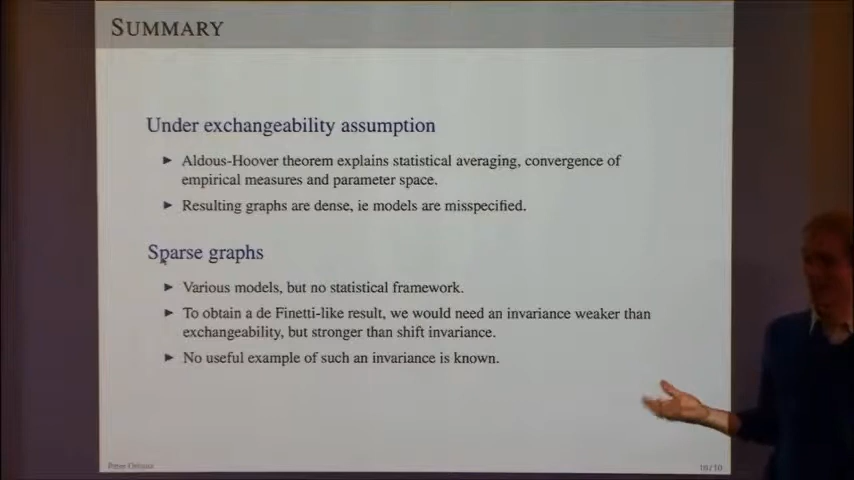 SUMMARY
Under exchangeability assumption
► Aldous-Hoover theorem explains statistical averaging, convergence of
empirical measures and parameter space.
► Resulting graphs are dense, ie models are misspecified.
Sparse graphs
► Various models, but no statistical framework.
► To obtain a de Finetti-like result, we would need an invariance weaker than
exchangeability, but stronger than shift invariance.
► No useful example of such an invariance is known.
Peter Orbanz